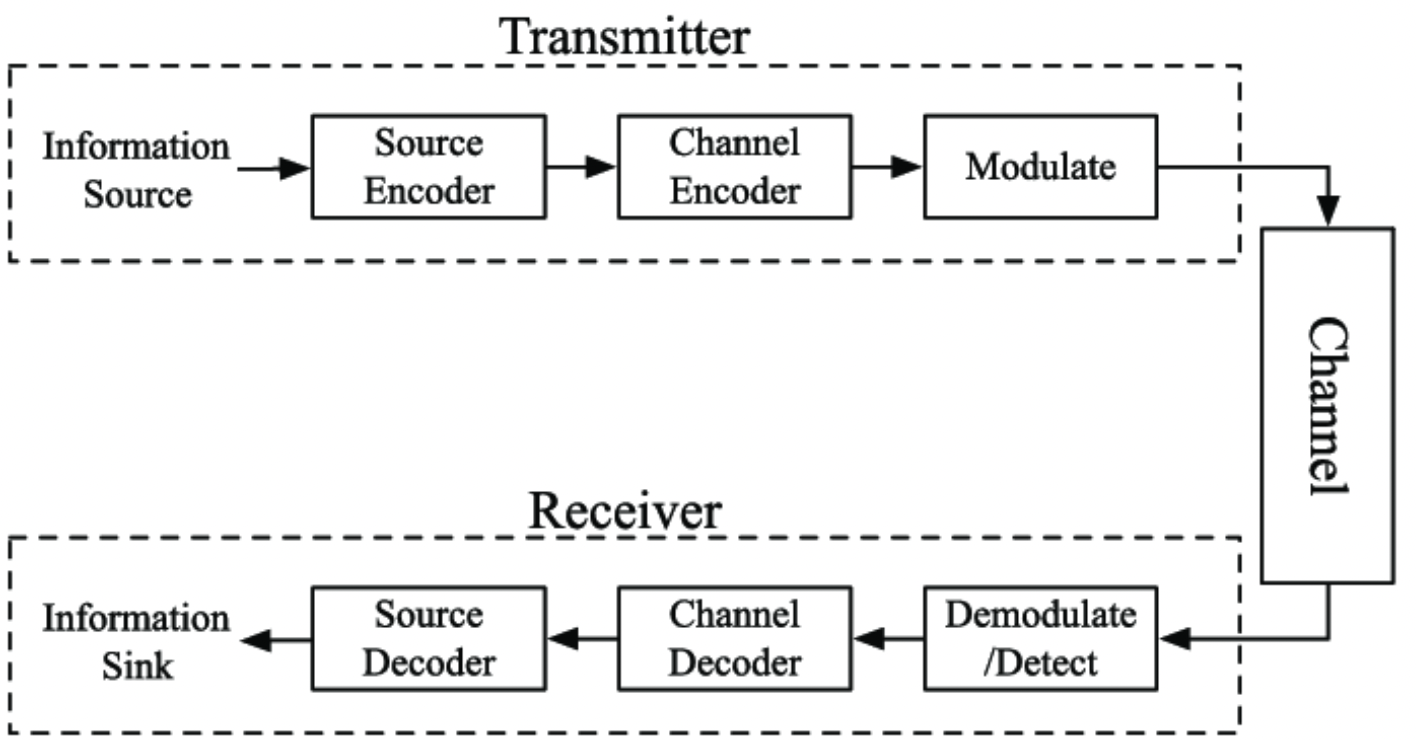 Transmitter
Information
Source
Source
Encoder
Channel
Encoder
Modulate
Channel
Receiver
Information
Sink
Source
Decoder
Channel
Decoder
Demodulate
/Detect